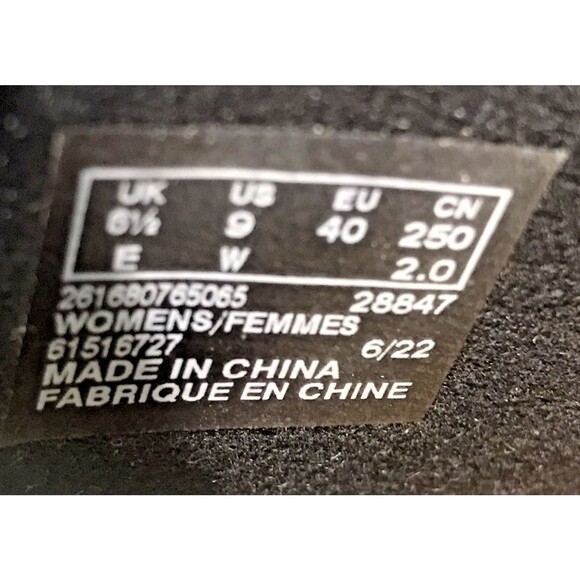 UK US EU CN
6½ 9 40 250
E W 2.0
261680765065 28847
WOMENS/FEMMES
61516727 6/22
MADE IN CHINA
FABRIQUE EN CHINE